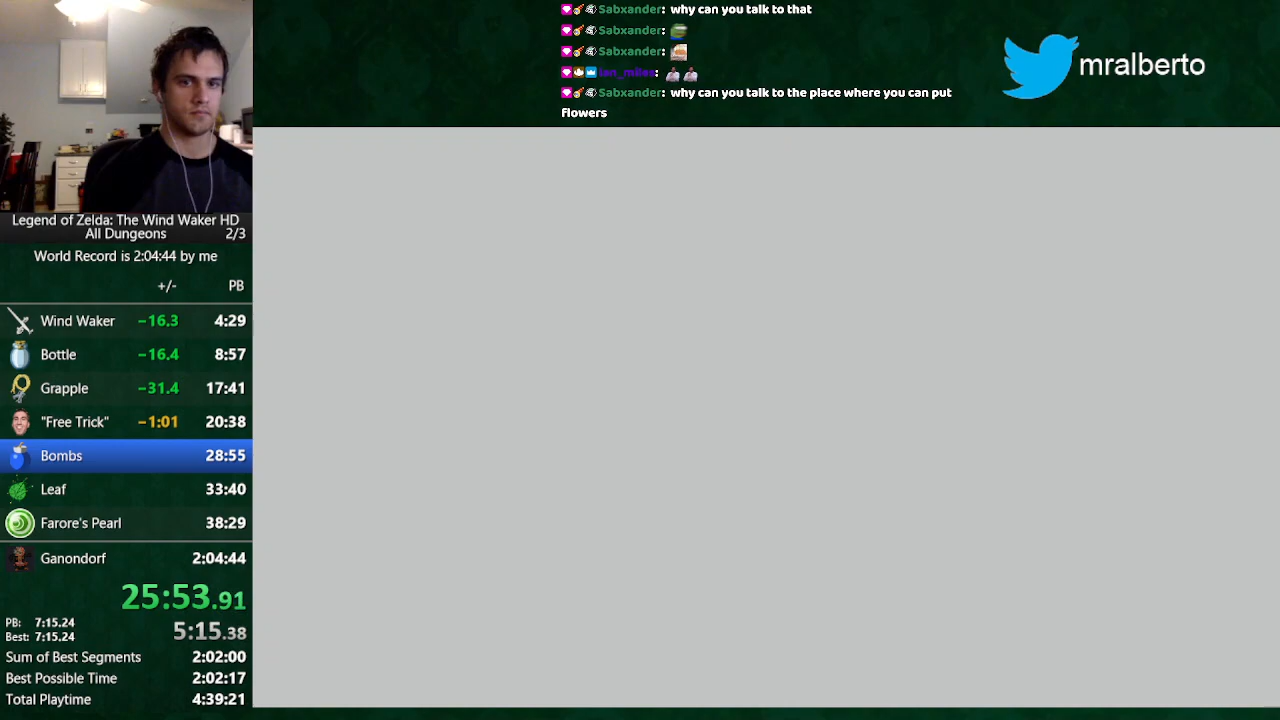 Sabxander: why can you talk to that
Sabxander:
Sabxander:
ian_miles:
Sabxander: why can you talk to the place where you can put
flowers
mralberto
Legend of Zelda: The Wind Waker HD
All Dungeons 2/3
World Record is 2:04:44 by me
+/- PB
Wind Waker -16.3 4:29
Bottle -16.4 8:57
Grapple -31.4 17:41
"Free Trick" -1:01 20:38
Bombs 28:55
Leaf 33:40
Farore's Pearl 38:29
Ganondorf 2:04:44
25:53.91
PB: 7:15.24
Best: 7:15.24
5:15.38
Sum of Best Segments 2:02:00
Best Possible Time 2:02:17
Total Playtime 4:39:21